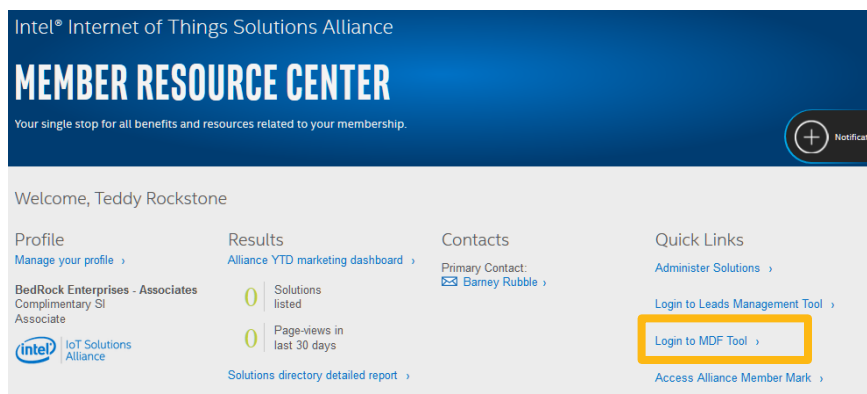 Intel® Internet of Things Solutions Alliance
MEMBER RESOURCE CENTER
Your single stop for all benefits and resources related to your membership.
Notificat
Welcome, Teddy Rockstone
Profile
Manage your profile ›
BedRock Enterprises - Associates
Complimentary SI
Associate
intel IoT Solutions
Alliance
Results
Alliance YTD marketing dashboard ›
0 Solutions
listed
0 Page-views in
last 30 days
Solutions directory detailed report ›
Contacts
Primary Contact:
Barney Rubble ›
Quick Links
Administer Solutions ›
Login to Leads Management Tool ›
Login to MDF Tool ›
Access Alliance Member Mark ›